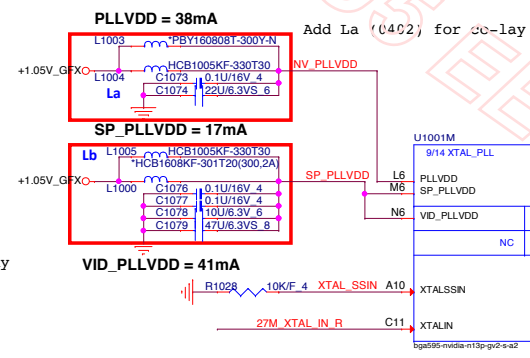 PLLVDD = 38mA
Add La (0402) for co-lay
L1003 *PBY160808T-300Y-N
+1.05V_GFX
L1004 HCB1005KF-330T30
NV_PLLVDD
La
C1073 0.1U/16V_4
C1074 22U/6.3VS_6
SP_PLLVDD = 17mA
Lb
L1005 HCB1005KF-330T30
*HCB1608KF-301T20(300,2A)
+1.05V_GFX
L1000
SP_PLLVDD
C1076 0.1U/16V_4
C1077 0.1U/16V_4
C1078 10U/6.3V_6
C1079 47U/6.3VS_8
VID_PLLVDD = 41mA
y
U1001M
9/14 XTAL_PLL
L6 PLLVDD
M6 SP_PLLVDD
N6 VID_PLLVDD
NC
R1028 10K/F_4 XTAL_SSIN A10 XTALSSIN
27M_XTAL_IN_R C11 XTALIN
bga595-nvidia-n13p-gv2-s-a2